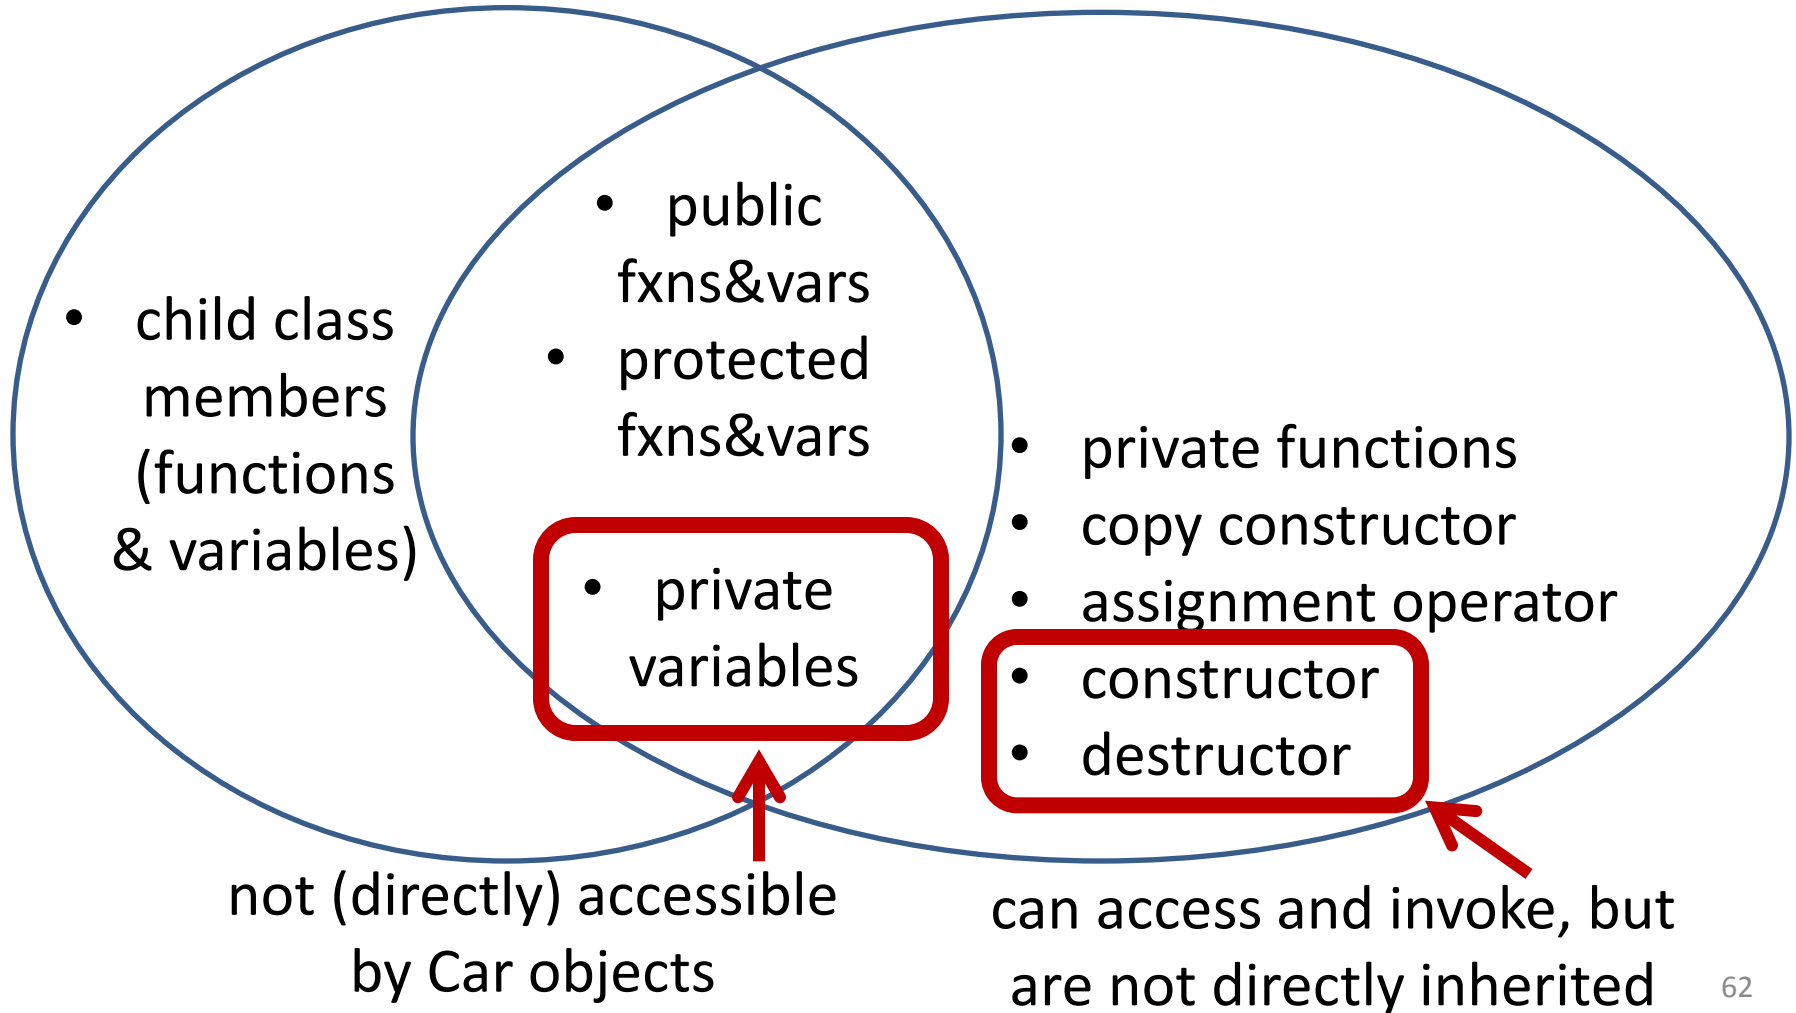 • child class
members
(functions
& variables)
• public
fxns&vars
• protected
fxns&vars
• private
variables
• private functions
• copy constructor
• assignment operator
• constructor
• destructor
not (directly) accessible
by Car objects
can access and invoke, but
are not directly inherited
62